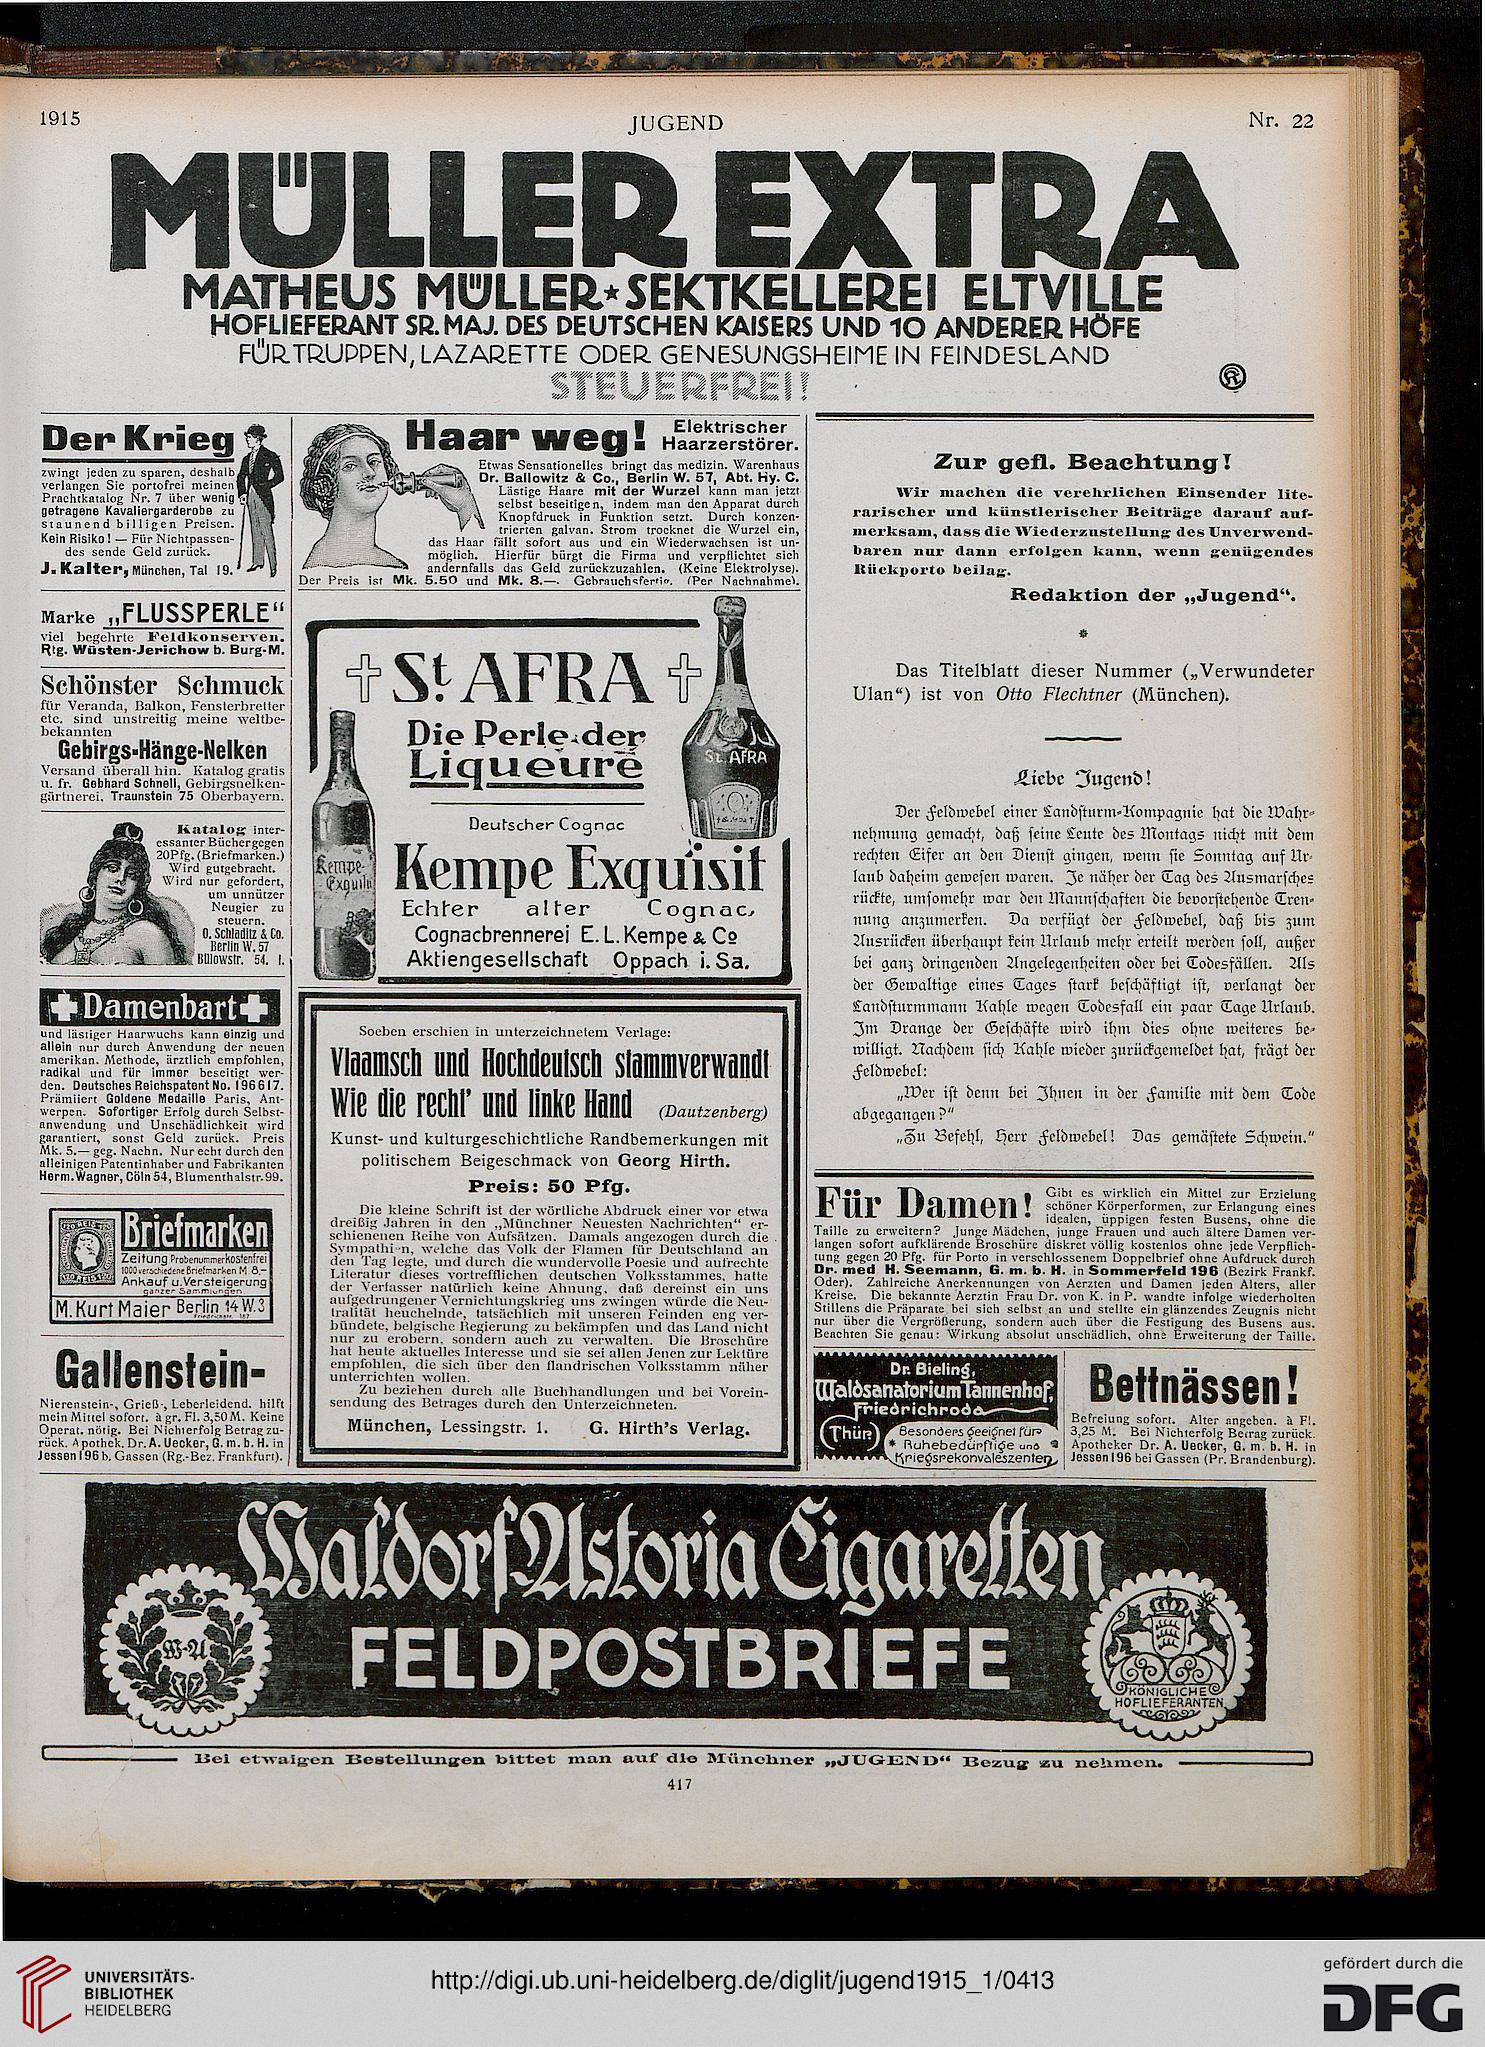 1915
JUGEND
Nr. 22
MÜLLER EXTRA
MATHEUS MÜLLER★SEKTKELLEREI ELTVILLE
HOFLIEFERANT SR. MAJ. DES DEUTSCHEN KAISERS UND 10 ANDERER HÖFE
FÜR TRUPPEN, LAZARETTE ODER GENESUNGSHEIME IN FEINDESLAND
STEUERFREI!
®
Der Krieg
zwingt jeden zu sparen, deshalb
verlangen Sie portofrei meinen
Prachtkatalog Nr. 7 über wenig
getragene Kavaliergarderobe zu
staunend billigen Preisen.
Kein Risiko! — Für Nichtpassen-
des sende Geld zurück.
J. Kalter, München, Tal 19.
Marke „FLUSSPERLE“
viel begehrte Feldkonserven.
Rtg. Wüsten-Jerichow b. Burg-M.
Schönster Schmuck
für Veranda, Balkon, Fensterbretter
etc. sind unstreitig meine weltbe-
bekannten
Gebirgs-Hänge-Nelken
Versand überall hin. Katalog gratis
u. fr. Gebhard Schnell, Gebirgsnelken-
gärtnerei, Traunstein 75 Oberbayern.
Katalog inter-
essanter Bücher gegen
20Pfg. (Briefmarken.)
Wird gutgebracht.
Wird nur gefordert,
um unnützer
Neugier zu
steuern.
O. Schladitz & Co.
Berlin W. 57
Bülowstr. 54. I.
Damenbart
und lästiger Haarwuchs kann einzig und
allein nur durch Anwendung der neuen
amerikan. Methode, ärztlich empfohlen,
radikal und für immer beseitigt wer-
den. Deutsches Reichspatent No. 196617.
Prämiiert Goldene Medaille Paris, Ant-
werpen. Sofortiger Erfolg durch Selbst-
anwendung und Unschädlichkeit wird
garantiert, sonst Geld zurück. Preis
Mk. 5.— geg. Nachn. Nur echt durch den
alleinigen Patentinhaber und Fabrikanten
Herm. Wagner, Cöln 54, Blumenthalstr. 99.
Briefmarken
Zeitung Probenummer kostenfrei
1000 verschiedene Briefmarken M. 8.-
Ankauf u. Versteigerung
ganzer Sammlungen
M. Kurt Maier Berlin 14 W. 3
Friedrichstr. 187
Gallenstein-
Nierenstein-, Grieß-, Leberleidend. hilft
mein Mittel sofort. à gr. Fl. 3,50 M. Keine
Operat. nötig. Bei Nichterfolg Betrag zu-
rück. Apothek. Dr. A. Uecker, G. m. b. H. in
Jessen 196 b. Gassen (Rg.-Bez. Frankfurt).
Haar weg! Elektrischer
Haarzerstörer.
Etwas Sensationelles bringt das medizin. Warenhaus
Dr. Ballowitz & Co., Berlin W. 57, Abt. Hy. C.
Lästige Haare mit der Wurzel kann man jetzt
selbst beseitigen, indem man den Apparat durch
Knopfdruck in Funktion setzt. Durch konzen-
trierten galvan. Strom trocknet die Wurzel ein,
das Haar fällt sofort aus und ein Wiederwachsen ist un-
möglich. Hierfür bürgt die Firma und verpflichtet sich
andernfalls das Geld zurückzuzahlen. (Keine Elektrolyse).
Der Preis ist Mk. 5.50 und Mk. 8.—. Gebrauchsfertig. (Per Nachnahme).
St. AFRA
Die Perle der
Liqueure
St. AFRA
Deutscher Cognac
Kempe-
Exquisit
Kempe Exquisit
Echter alter Cognac,
Cognacbrennerei E. L. Kempe & Co
Aktiengesellschaft Oppach i. Sa.
Soeben erschien in unterzeichnetem Verlage:
Vlaamsch und Hochdeutsch stammverwandt
Wie die recht' und linke Hand (Dautzenberg)
Kunst- und kulturgeschichtliche Randbemerkungen mit
politischem Beigeschmack von Georg Hirth.
Preis: 50 Pfg.
Die kleine Schrift ist der wörtliche Abdruck einer vor etwa
dreißig Jahren in den „Münchner Neuesten Nachrichten“ er-
schienenen Reihe von Aufsätzen. Damals angezogen durch die
Sympathien, welche das Volk der Flamen für Deutschland an
den Tag legte, und durch die wundervolle Poesie und aufrechte
Literatur dieses vortrefflichen deutschen Volksstammes, hatte
der Verfasser natürlich keine Ahnung, daß dereinst ein uns
aufgedrungener Vernichtungskrieg uns zwingen würde die Neu-
tralität heuchelnde, tatsächlich mit unseren Feinden eng ver-
bündete, belgische Regierung zu bekämpfen und das Land nicht
nur zu erobern, sondern auch zu verwalten. Die Broschüre
hat heute aktuelles Interesse und sie sei allen Jenen zur Lektüre
empfohlen, die sich über den flandrischen Volksstamm näher
unterrichten wollen.
Zu beziehen durch alle Buchhandlungen und bei Vorein-
sendung des Betrages durch den Unterzeichneten.
München, Lessingstr. 1. G. Hirth's Verlag.
Zur gefl. Beachtung!
Wir machen die verehrlichen Einsender lite-
rarischer und künstlerischer Beiträge darauf auf-
merksam, dass die Wiederzustellung des Unverwend-
baren nur dann erfolgen kann, wenn genügendes
Rückporto beilag.
Redaktion der „Jugend“.
*
Das Titelblatt dieser Nummer („Verwundeter
Ulan“) ist von Otto Flechtner (München).
Liebe Jugend!
Der Feldwebel einer Landsturm-Kompagnie hat die Wahr-
nehmung gemacht, daß seine Leute des Montags nicht mit dem
rechten Eifer an den Dienst gingen, wenn sie Sonntag auf Ur-
laub daheim gewesen waren. Je näher der Tag des Ausmarsches
rückte, umsomehr war den Mannschaften die bevorstehende Tren-
nung anzumerken. Da verfügt der Feldwebel, daß bis zum
Ausrücken überhaupt kein Urlaub mehr erteilt werden soll, außer
bei ganz dringenden Angelegenheiten oder bei Todesfällen. Als
der Gewaltige eines Tages stark beschäftigt ist, verlangt der
Landsturmmann Kahle wegen Todesfall ein paar Tage Urlaub.
Im Drange der Geschäfte wird ihm dies ohne weiteres be-
willigt. Nachdem sich Kahle wieder zurückgemeldet hat, frägt der
Feldwebel:
„Wer ist denn bei Ihnen in der Familie mit dem Tode
abgegangen?“
„Zu Befehl, Herr Feldwebel! Das gemästete Schwein.“
Für Damen! Gibt es wirklich ein Mittel zur Erzielung
schöner Körperformen, zur Erlangung eines
idealen, üppigen festen Busens, ohne die
Taille zu erweitern? Junge Mädchen, junge Frauen und auch ältere Damen ver-
langen sofort aufklärende Broschüre diskret völlig kostenlos ohne jede Verpflich-
tung gegen 20 Pfg. für Porto in verschlossenem Doppelbrief ohne Aufdruck durch
Dr. med H. Seemann, G. m. b. H. in Sommerfeld 196 (Bezirk Frankf.
Oder). Zahlreiche Anerkennungen von Aerzten und Damen jeden Alters, aller
Kreise. Die bekannte Aerztin Frau Dr. von K. in P. wandte infolge wiederholten
Stillens die Präparate bei sich selbst an und stellte ein glänzendes Zeugnis nicht
nur über die Vergrößerung, sondern auch über die Festigung des Busens aus.
Beachten Sie genau: Wirkung absolut unschädlich, ohne Erweiterung der Taille.
Dr. Bieling,
Waldsanatorium Tannenhof,
Friedrichroda
(Thür.)
Besonders geeignet für
Ruhebedürftige und
Kriegsrekonvaleszenten
Bettnässen!
Befreiung sofort. Alter angeben. à Fl.
3,25 M. Bei Nichterfolg Betrag zurück.
Apotheker Dr. A. Uecker, G. m. b. H. in
Jessen 196 bei Gassen (Pr. Brandenburg).
Waldorf Astoria Cigaretten
FELDPOSTBRIEFE
W-A
KÖNIGLICHE
HOFLIEFERANTEN
Bei etwaigen Bestellungen bittet man auf die Münchner „JUGEND“ Bezug zu nehmen.
417
UNIVERSITÄTS-
BIBLIOTHEK
HEIDELBERG
http://digi.ub.uni-heidelberg.de/diglit/jugend1915_1/0413
gefördert durch die
DFG